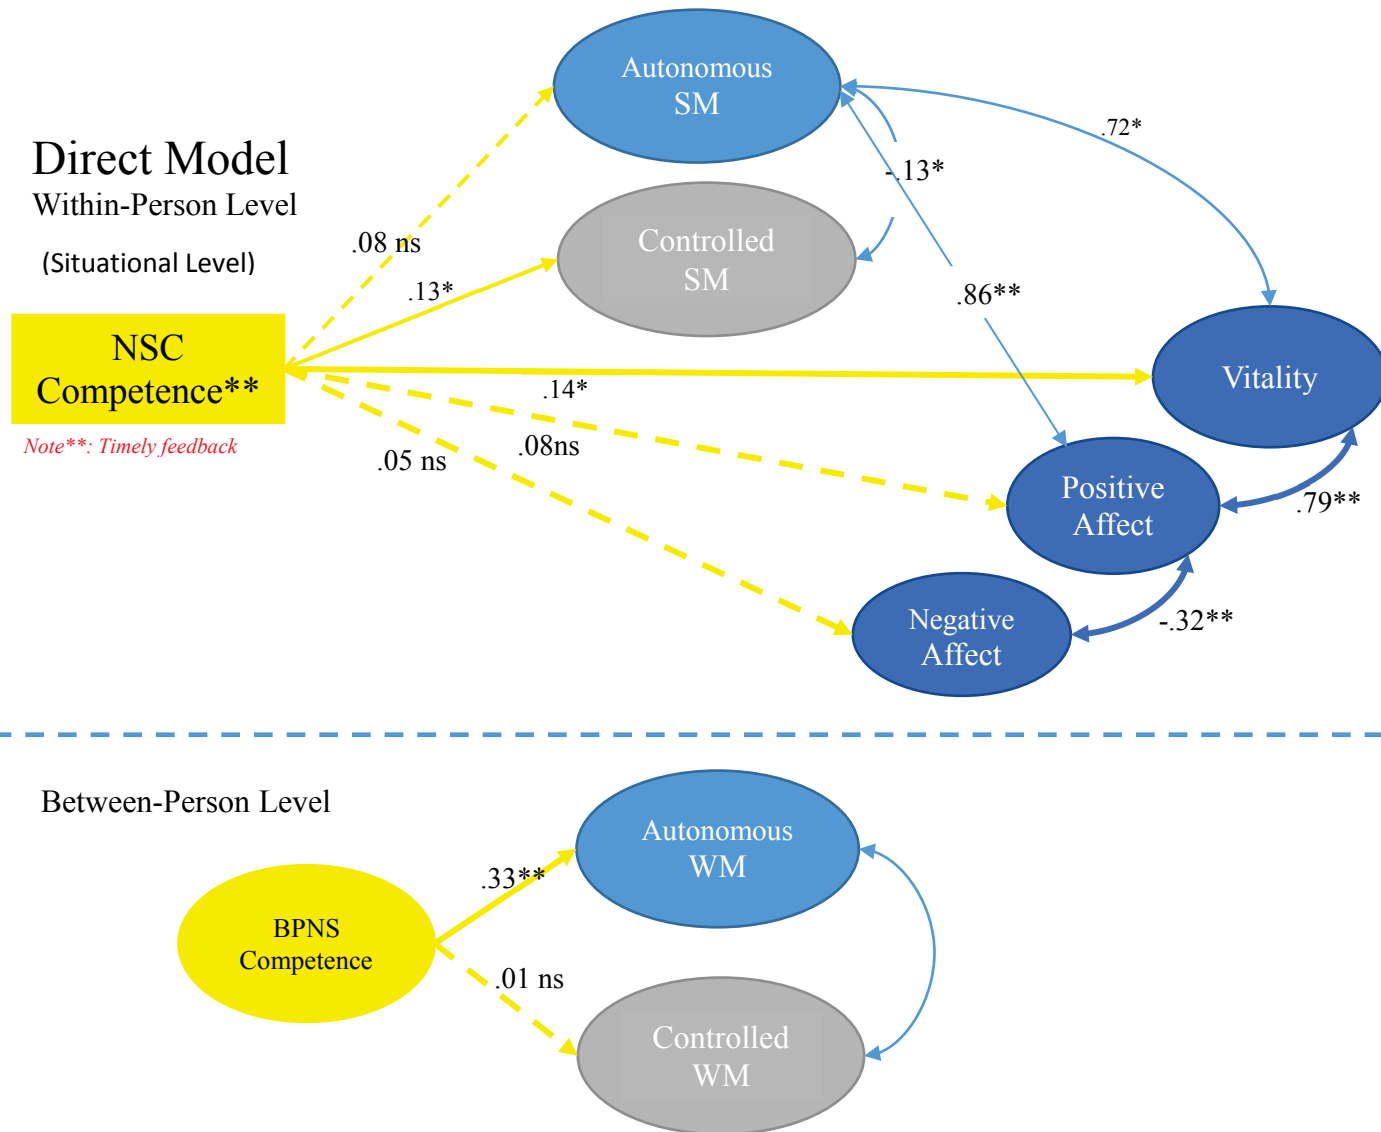 Autonomous
SM
.72*
Direct Model
Within-Person Level
-.13*
(Situational Level)
.08 ns
Controlled
SM
.13*
.86**
NSC
Competence**
Vitality
.14*
Note**: Timely feedback
.08ns
.05 ns
Positive
Affect
.79**
Negative
Affect
-.32**
Between-Person Level
Autonomous
WM
.33**
BPNS
Competence
.01 ns
Controlled
WM